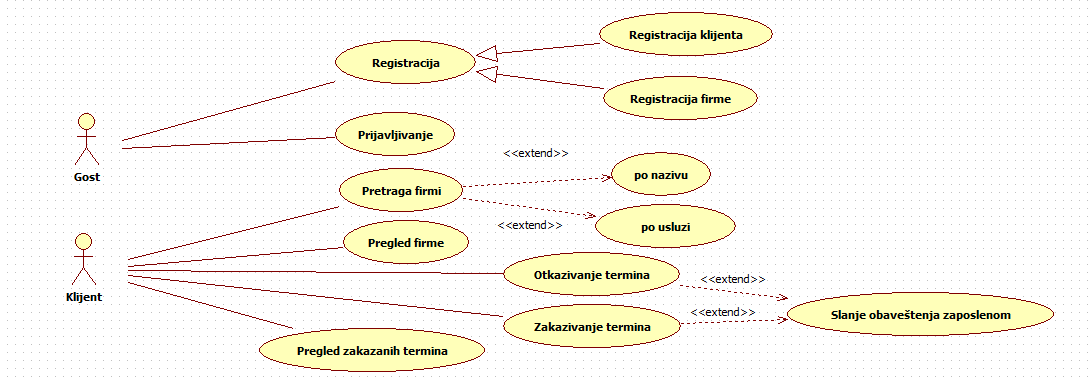 Registracija klijenta
Registracija
Registracija firme
Prijavljivanje
Gost
<<extend>>
po nazivu
Pretraga firmi
<<extend>>
po usluzi
Pregled firme
Klijent
Otkazivanje termina
<<extend>>
Slanje obaveštenja zaposlenom
<<extend>>
Zakazivanje termina
Pregled zakazanih termina